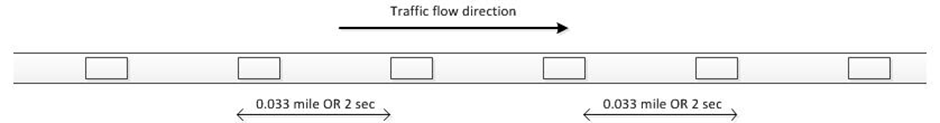 Traffic flow direction
0.033 mile OR 2 sec
0.033 mile OR 2 sec